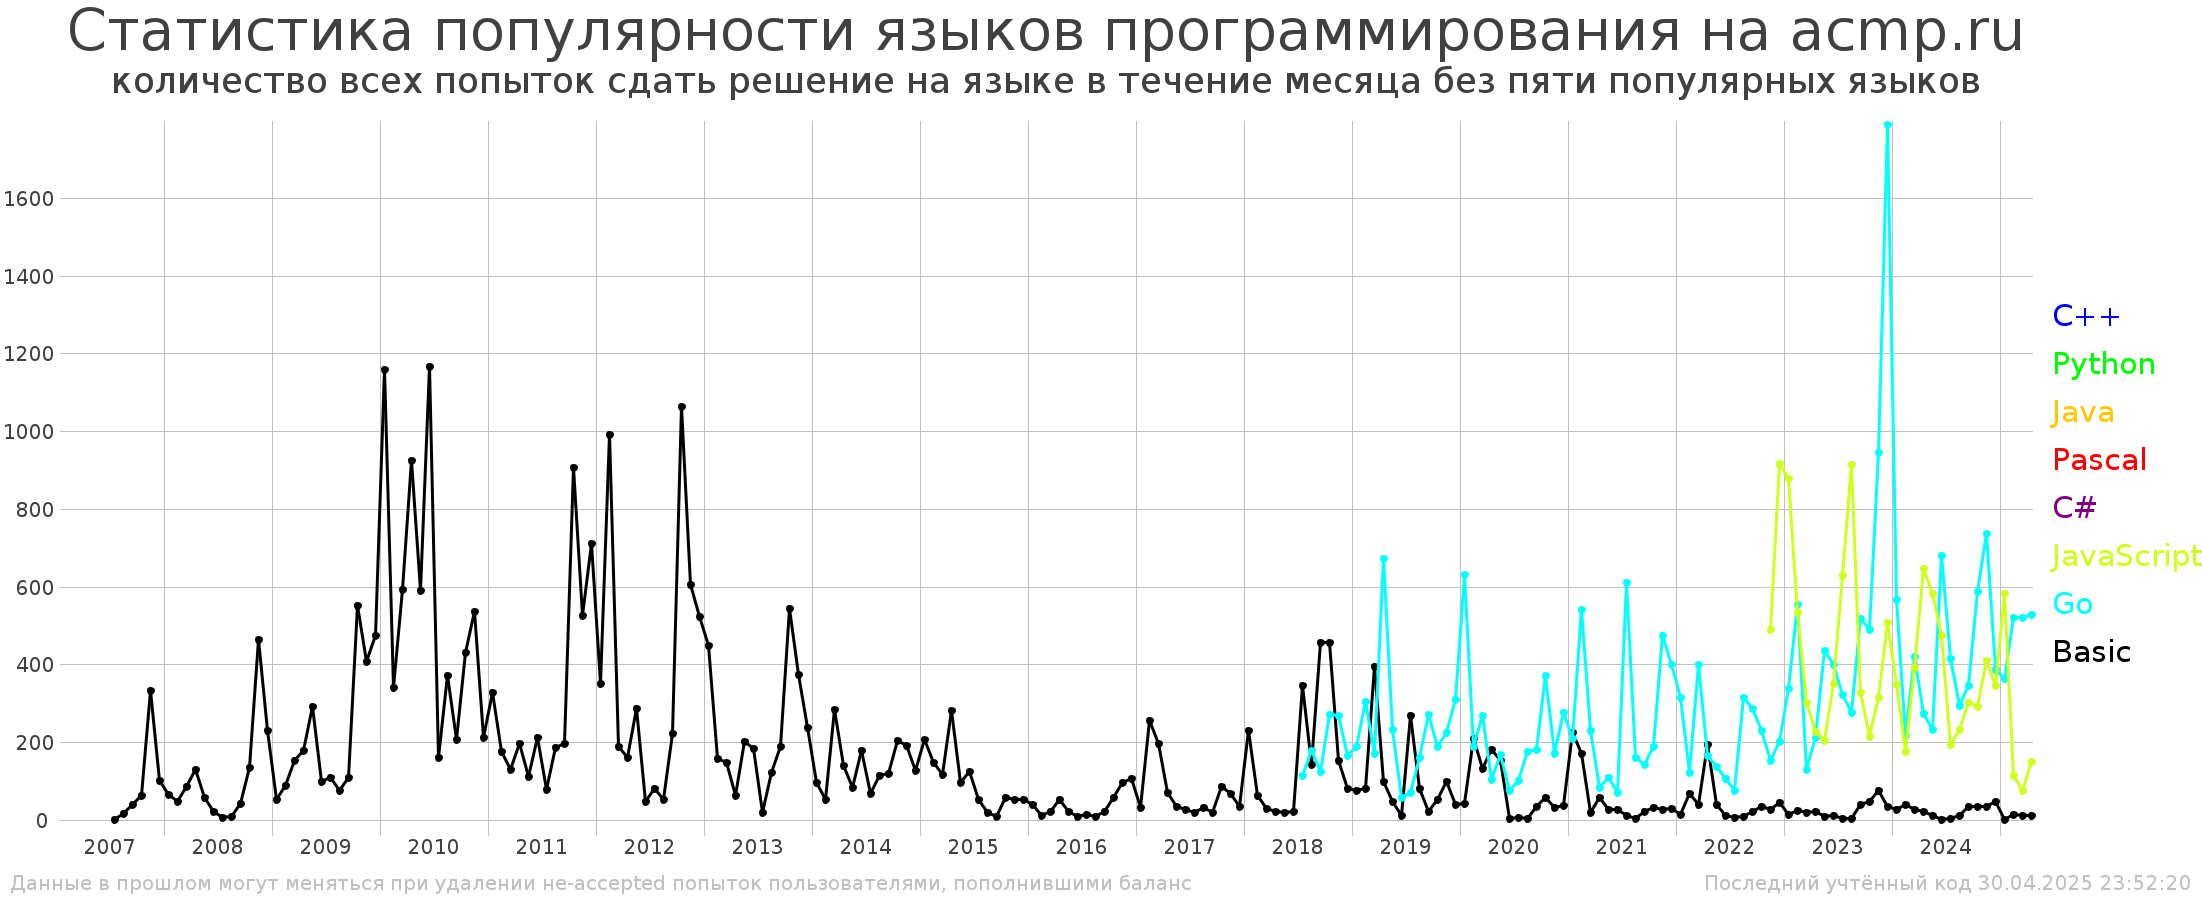 Статистика популярности языков программирования на acmp.ru
количество всех попыток сдать решение на языке в течение месяца без пяти популярных языков
1600
1400
1200
1000
800
600
400
200
0
C++
Python
Java
Pascal
C#
JavaScript
Go
Basic
2007 2008 2009 2010 2011 2012 2013 2014 2015 2016 2017 2018 2019 2020 2021 2022 2023 2024
Данные в прошлом могут меняться при удалении не-accepted попыток пользователями, пополнившими баланс
Последний учтённый код 30.04.2025 23:52:20